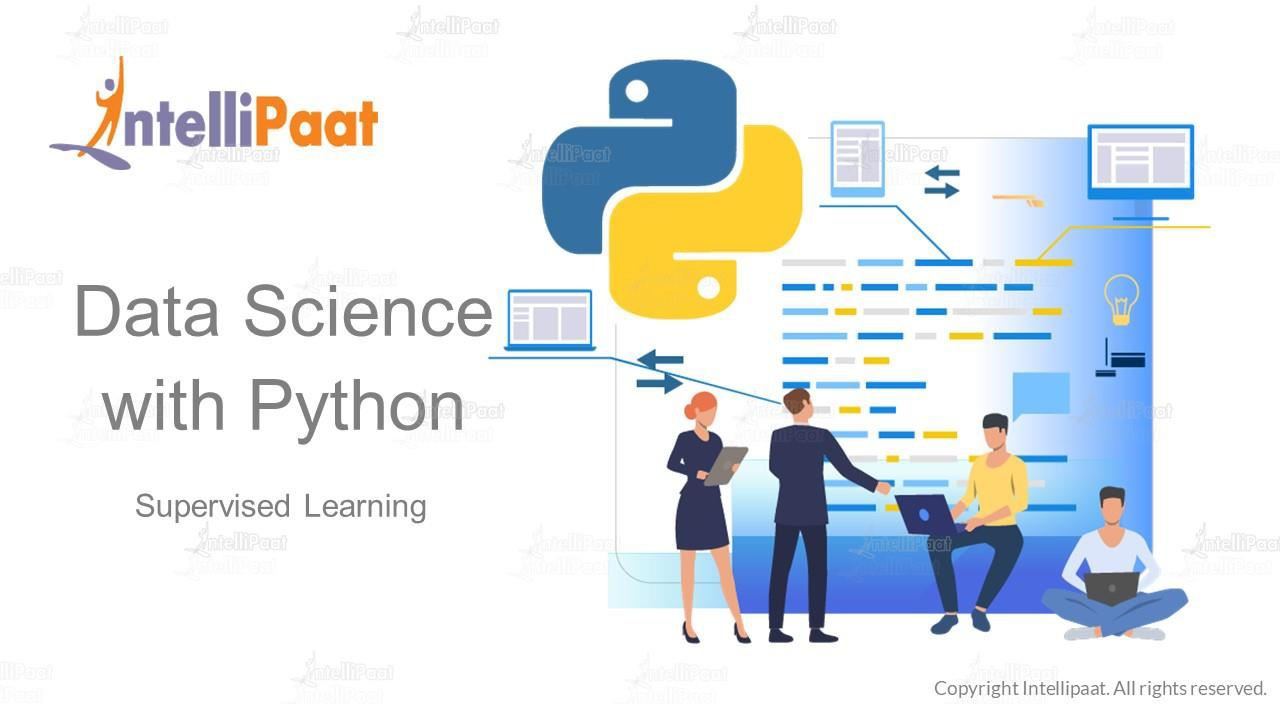 IntelliPaat
Data Science
with Python
Supervised Learning
Copyright Intellipaat. All rights reserved.